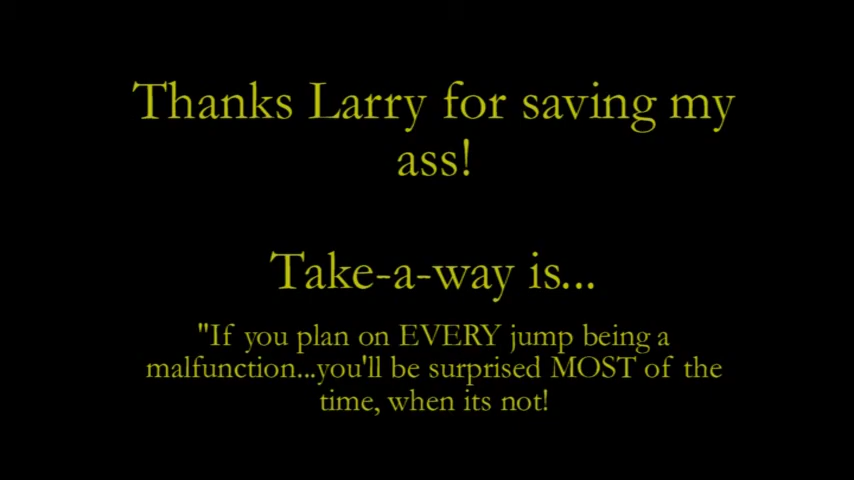 Thanks Larry for saving my
ass!
Take-a-way is...
"If you plan on EVERY jump being a
malfunction...you'll be surprised MOST of the
time, when its not!